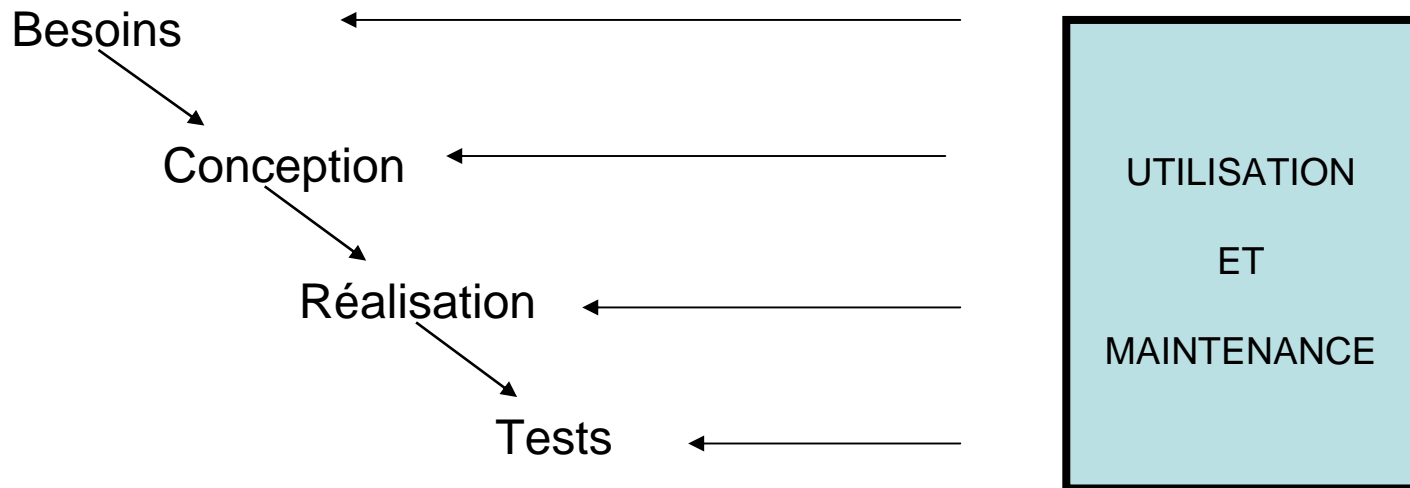 Besoins
Conception
Réalisation
Tests
UTILISATION
ET
MAINTENANCE